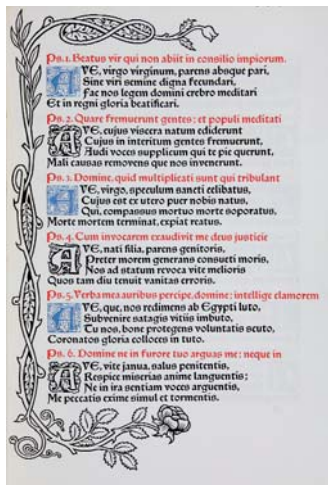 Ps. 1. Beatus vir qui non abiit in consilio impiorum.
AVE, virgo virginum, parens absque pari,
Sine viri semine digna fecundari,
Fac nos legem domini crebro meditari
Et in regni gloria beatificari.
Ps. 2. Quare fremuerunt gentes: et populi meditati
AVE, cujus viscera natum ediderunt
Cujus in interitum gentes fremuerunt,
Audi voces supplicum qui te pie querunt,
Mali causas removens que nos invenerunt.
Ps. 3. Domine, quid multiplicati sunt qui tribulant
AVE, virgo, speculum sancti celibatus,
Cujus est ex utero puer nobis natus,
Qui, compassus mortuo morte soporatus,
Morte mortem terminat, expiat reatus.
Ps. 4. Cum invocarem exaudivit me deus justicie
AVE, nati filia, parens genitoris,
Preter morem generans consueti moris,
Nos ad statum revoca vite melioris
Quos tam diu tenuit vanitas erroris.
Ps. 5. Verba mea auribus percipe, domine: intellige clamorem
AVE, que, nos redimens ab Egypti luto,
Subvenire satagis vitiis imbuto,
Tu nos, bone protegens voluntatis scuto,
Coronatos gloria colloces in tuto.
Ps. 6. Domine ne in furore tuo arguas me: neque in
AVE, vite janua, salus penitentis,
Respice miserias anime languentis;
Ne in ira sentiam voces arguentis,
Me peccatis exime simul et tormentis.